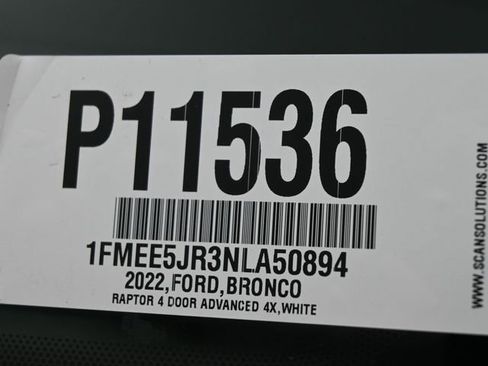 P11536
1FMEE5JR3NLA50894
2022,FORD,BRONCO
RAPTOR 4 DOOR ADVANCED 4X,WHITE
WWW.SCANSOLUTIONS.COM